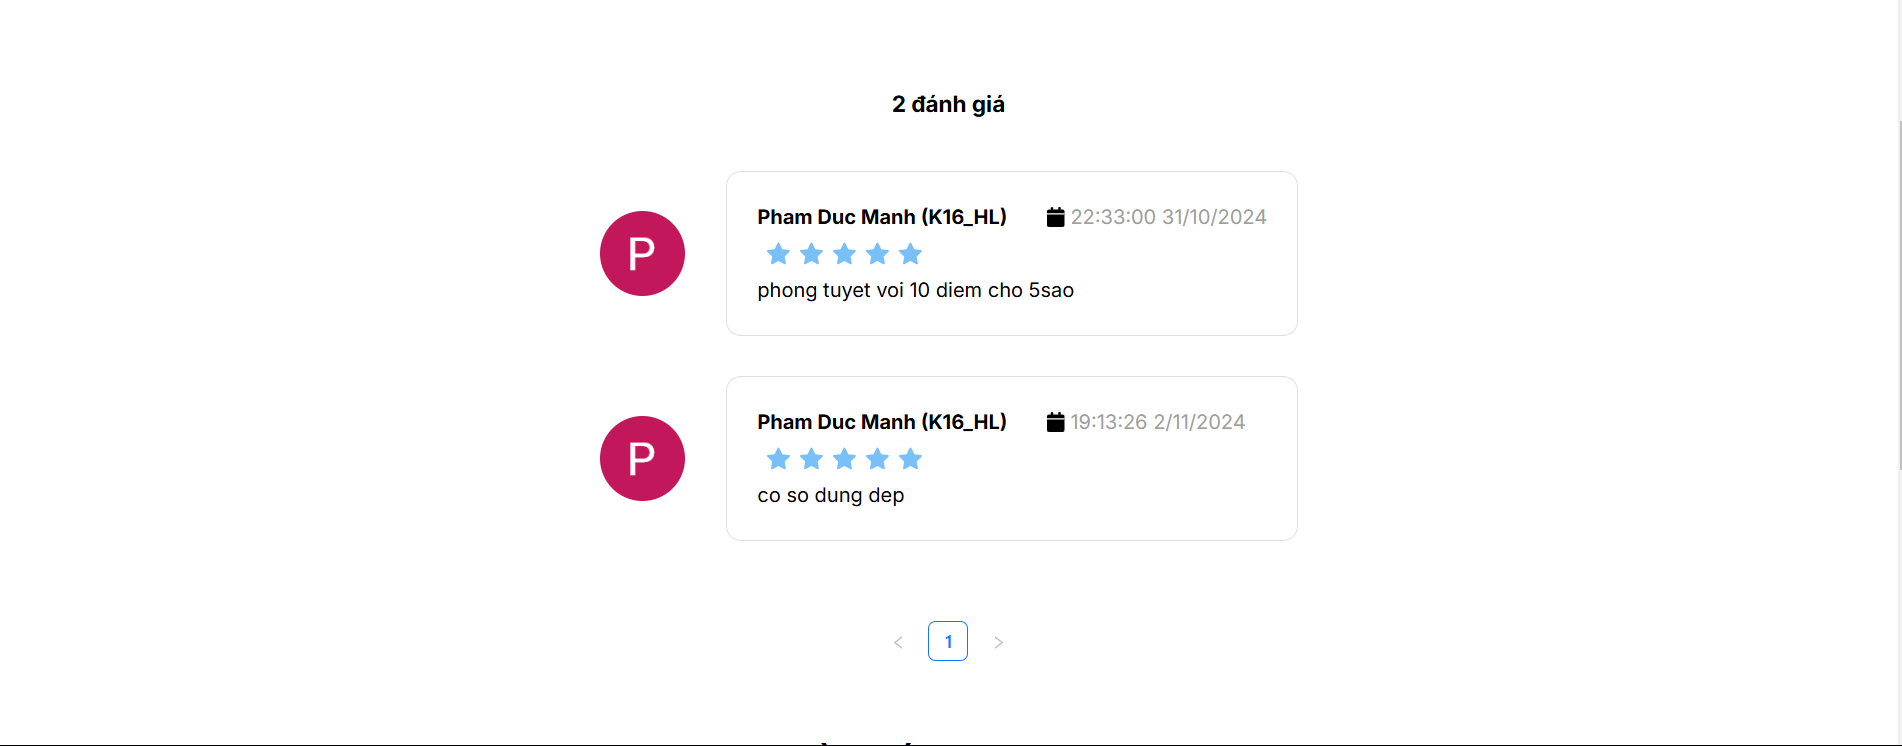 2 đánh giá
P
Pham Duc Manh (K16_HL) 22:33:00 31/10/2024
phong tuyet voi 10 diem cho 5sao
P
Pham Duc Manh (K16_HL) 19:13:26 2/11/2024
co so dung dep
< 1 >